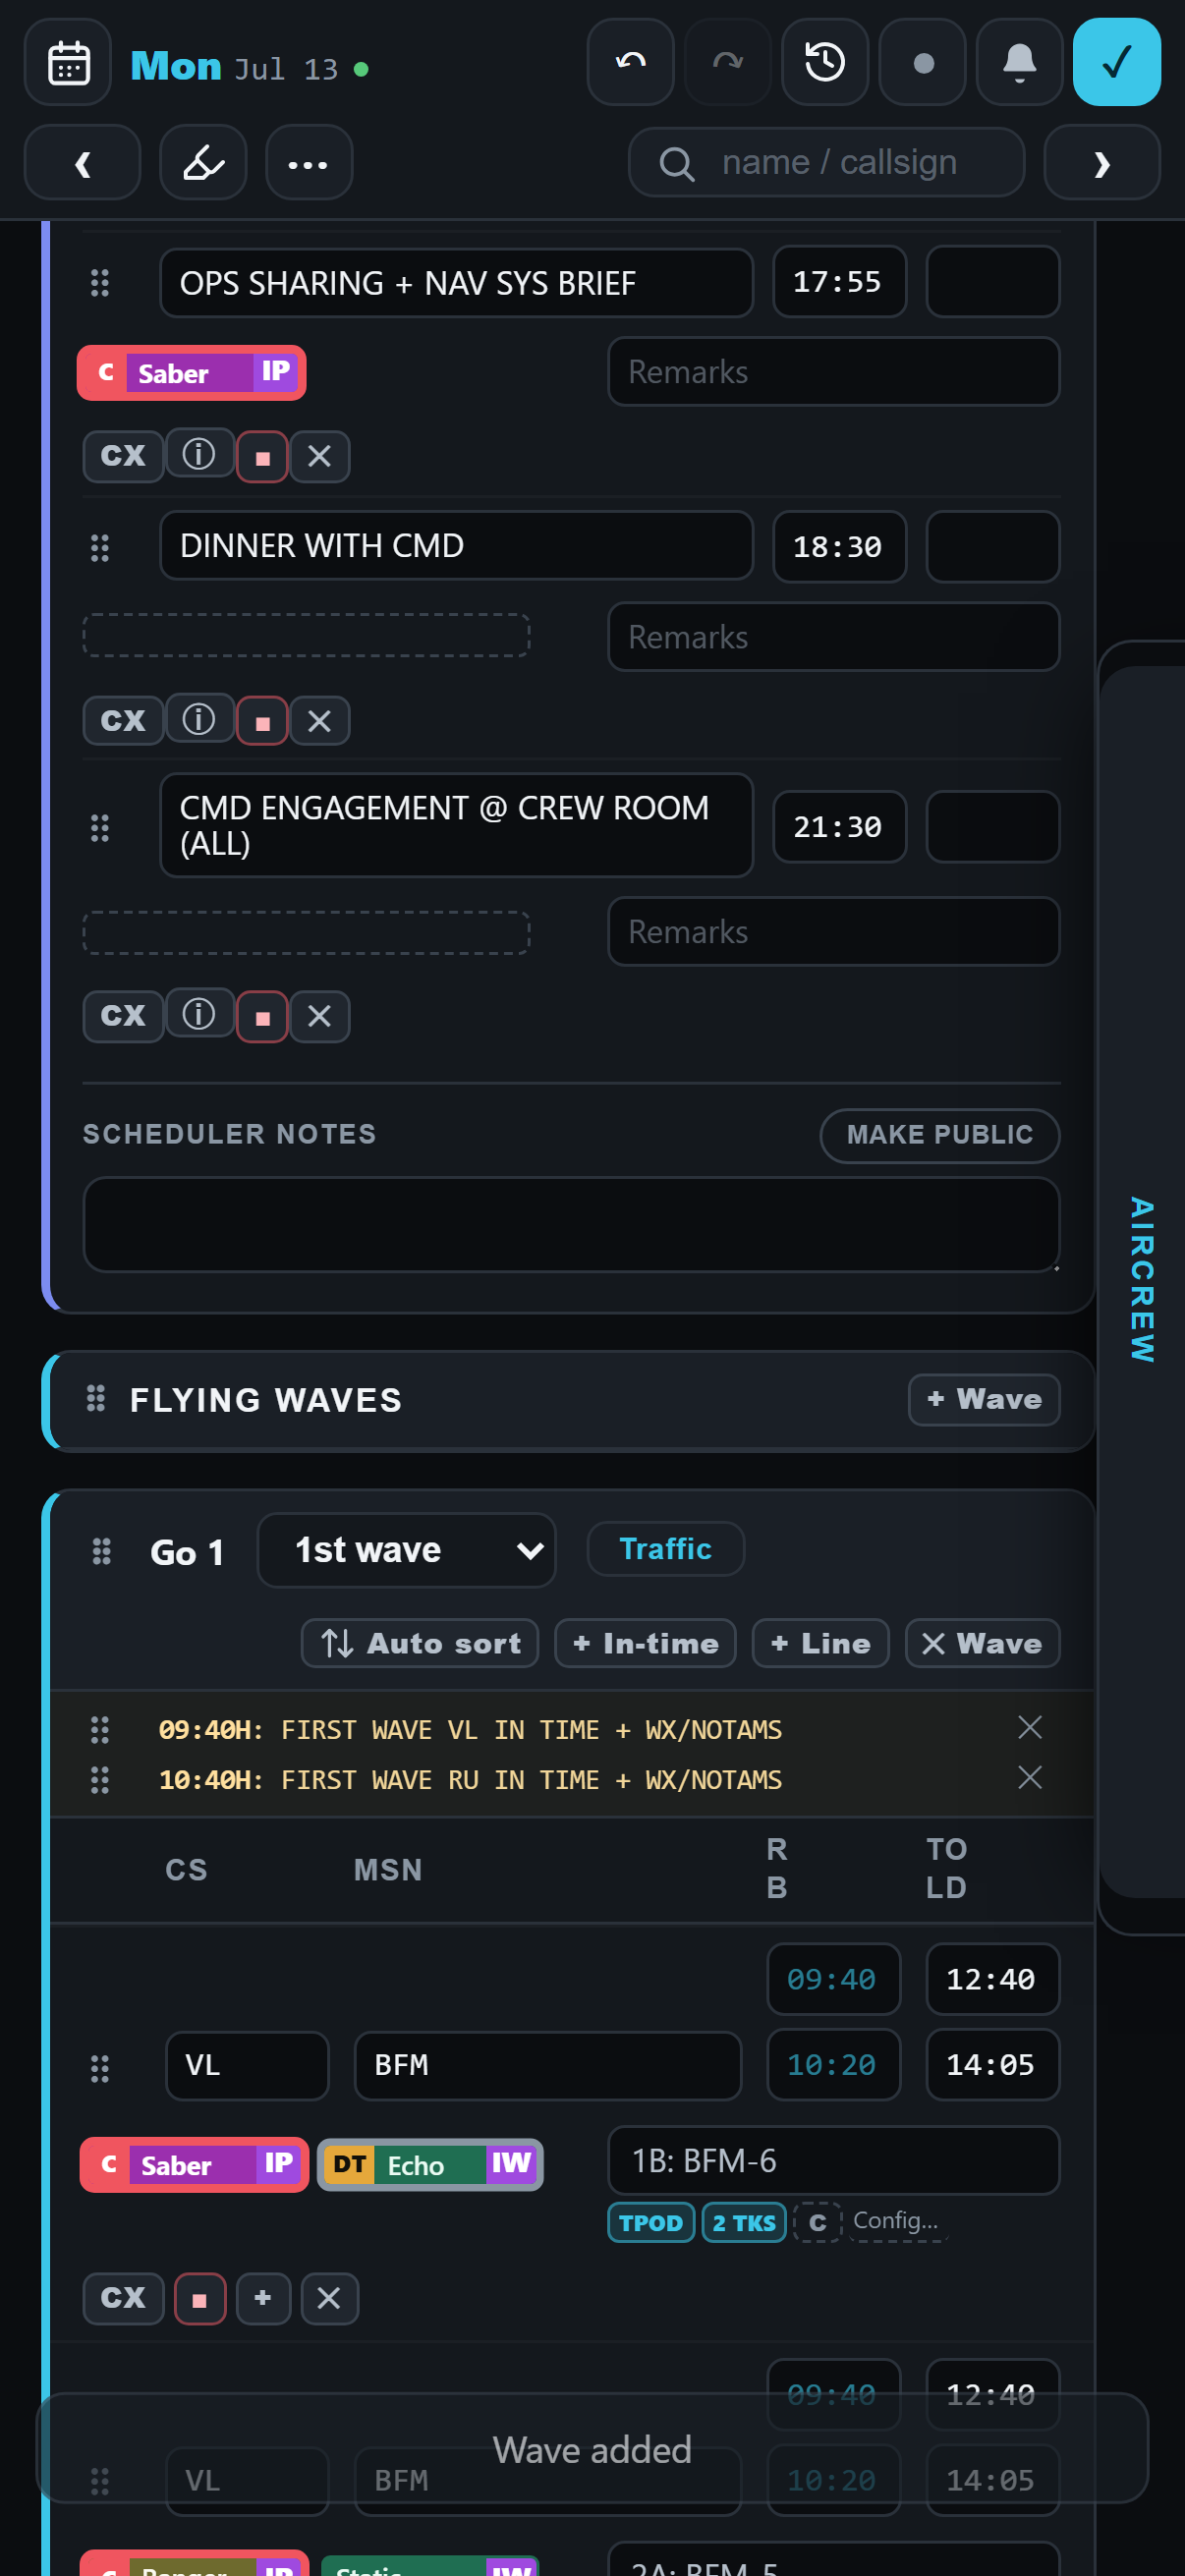 Mon Jul 13
name / callsign
OPS SHARING + NAV SYS BRIEF 17:55
C Saber IP Remarks
CX
DINNER WITH CMD 18:30
Remarks
CX
CMD ENGAGEMENT @ CREW ROOM (ALL) 21:30
Remarks
CX
SCHEDULER NOTES MAKE PUBLIC
AIRCREW
FLYING WAVES + Wave
Go 1 1st wave Traffic
Auto sort + In-time + Line × Wave
09:40H: FIRST WAVE VL IN TIME + WX/NOTAMS
10:40H: FIRST WAVE RU IN TIME + WX/NOTAMS
CS MSN R B TO LD
09:40 12:40
VL BFM 10:20 14:05
C Saber IP DT Echo IW 1B: BFM-6
TPOD 2 TKS C Config...
CX + ×
09:40 12:40
Wave added
VL BFM 10:20 14:05